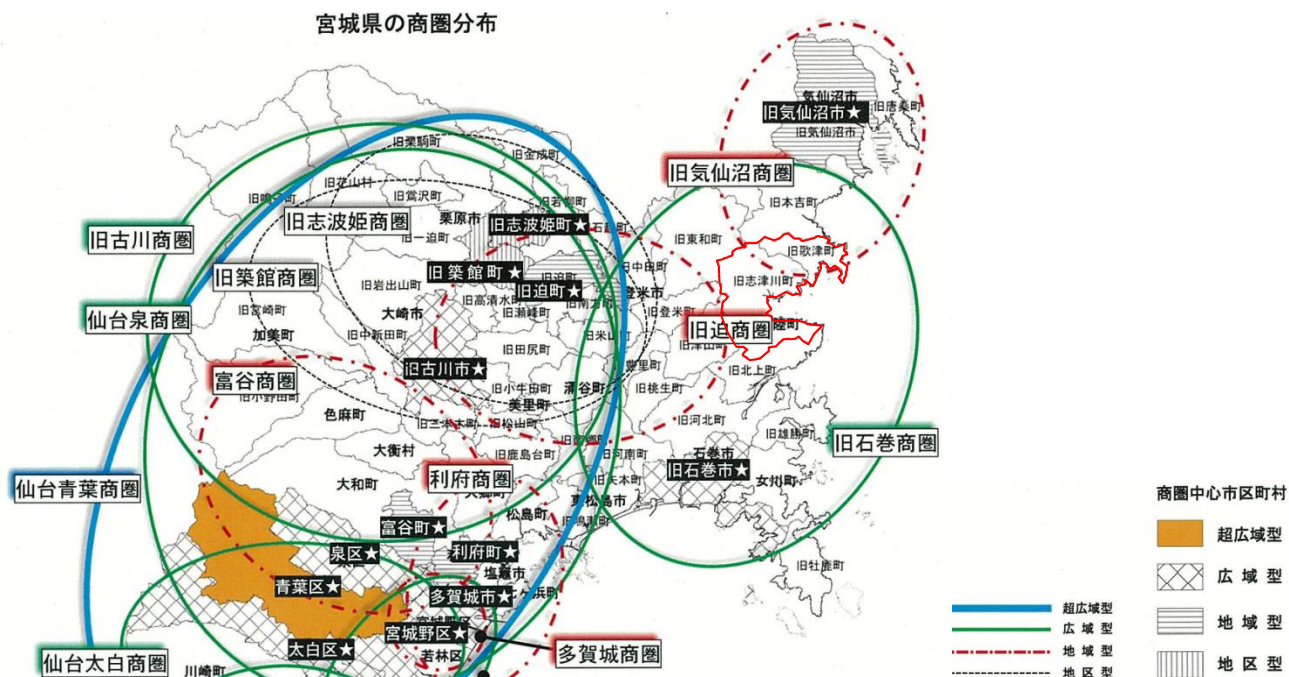 宮城県の商圏分布
気仙沼市
旧気仙沼市★
旧唐桑町
旧気仙沼市
旧栗駒町
旧金成町
旧気仙沼商圏
旧花山村
旧鶯沢町
旧若柳町
旧本吉町
旧志波姫商圏
栗原市
旧志波姫町★
旧古川商圏
旧一迫町
旧東和町
旧歌津町
旧築館商圏
旧築館町★
旧迫町
旧中田町
旧志津川町
旧岩出山町
旧迫町★
登米市
旧高清水町
旧南方町
旧宮崎町
大崎市
旧瀬峰町
旧登米町
仙台泉商圏
加美町
旧中新田町
旧米山町
旧迫商圏
陸町
旧田尻町
旧津山町
旧古川市★
豊里町
旧北上町
富谷商圏
旧小牛田町
涌谷町
旧桃生町
旧小野田町
美里町
色麻町
旧三本木町
旧松山町
旧河北町
旧雄勝町
大衡村
旧鹿島台町
旧河南町
石巻市
旧石巻商圏
利府商圏
旧石巻市★
仙台青葉商圏
大和町
旧矢本町
女川町
東松島市
松島町
旧鳴瀬町
富谷町★
泉区★
利府町★
塩竈市
旧牡鹿町
青葉区★
七ヶ浜町
多賀城市★
宮城野区★
太白区★
若林区
多賀城商圏
仙台太白商圏
川崎町
商圏中心市区町村
超広域型
広域型
地域型
地区型
超広域型
広域型
地域型
地区型